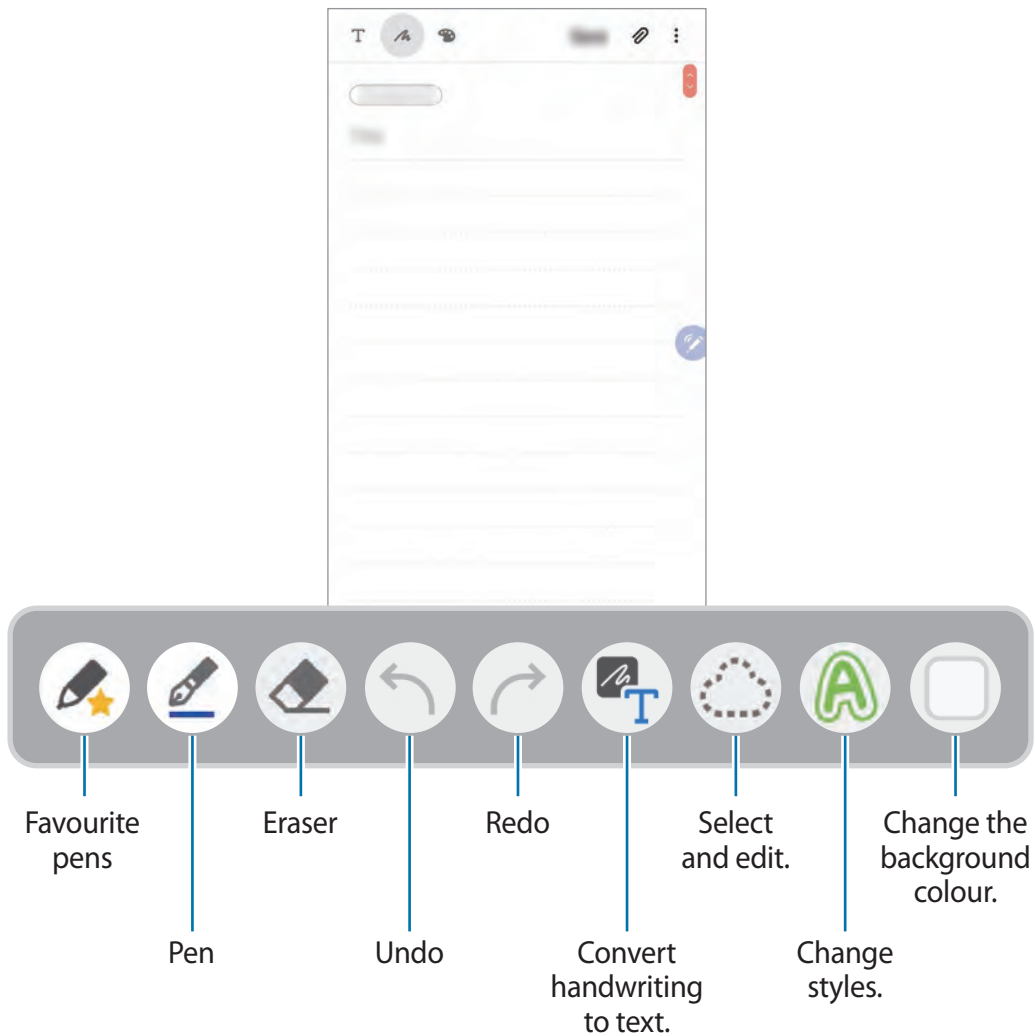 T
T
Favourite
pens
Eraser
Redo
Select
and edit.
Change the
background
colour.
Pen
Undo
Convert
handwriting
to text.
Change
styles.